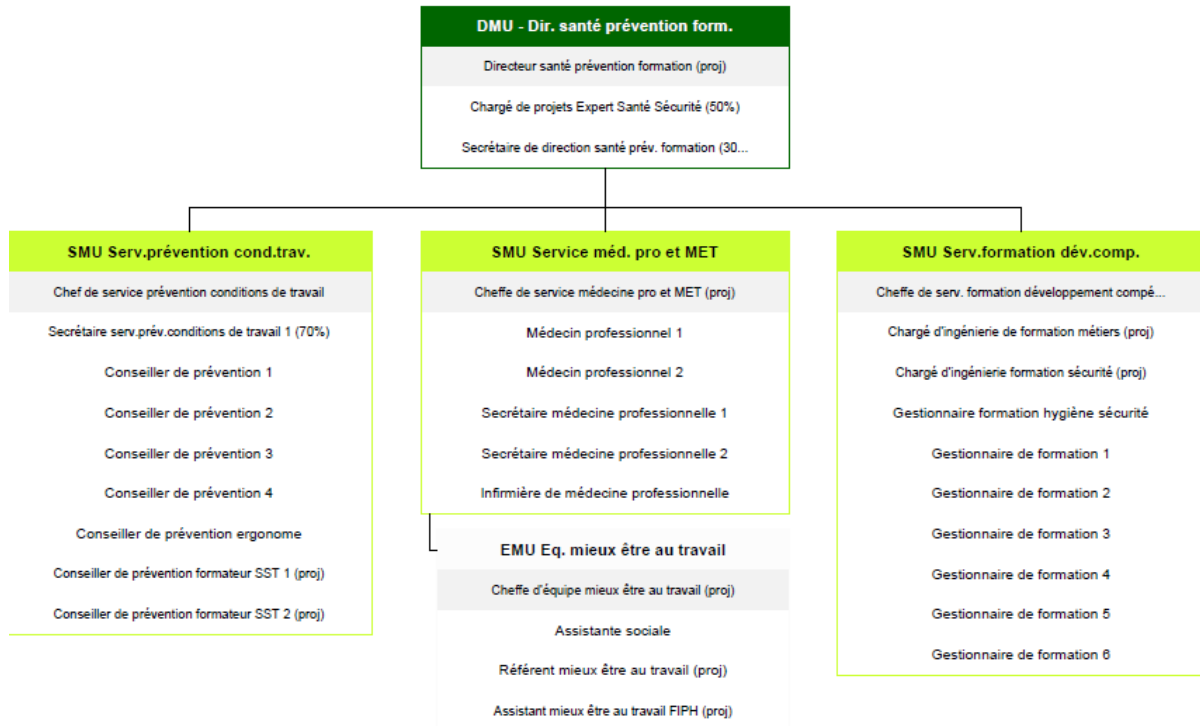 DMU - Dir. santé prévention form.
Directeur santé prévention formation (proj)
Chargé de projets Expert Santé Sécurité (50%)
Secrétaire de direction santé prév. formation (30...
SMU Serv.prévention cond.trav.
Chef de service prévention conditions de travail
Secrétaire serv.prév.conditions de travail 1 (70%)
Conseiller de prévention 1
Conseiller de prévention 2
Conseiller de prévention 3
Conseiller de prévention 4
Conseiller de prévention ergonome
Conseiller de prévention formateur SST 1 (proj)
Conseiller de prévention formateur SST 2 (proj)
SMU Service méd. pro et MET
Cheffe de service médecine pro et MET (proj)
Médecin professionnel 1
Médecin professionnel 2
Secrétaire médecine professionnelle 1
Secrétaire médecine professionnelle 2
Infirmière de médecine professionnelle
EMU Eq. mieux être au travail
Cheffe d'équipe mieux être au travail (proj)
Assistante sociale
Référent mieux être au travail (proj)
Assistant mieux être au travail FIPH (proj)
SMU Serv.formation dév.comp.
Cheffe de serv. formation développement compé...
Chargé d'ingénierie de formation métiers (proj)
Chargé d'ingénierie formation sécurité (proj)
Gestionnaire formation hygiène sécurité
Gestionnaire de formation 1
Gestionnaire de formation 2
Gestionnaire de formation 3
Gestionnaire de formation 4
Gestionnaire de formation 5
Gestionnaire de formation 6